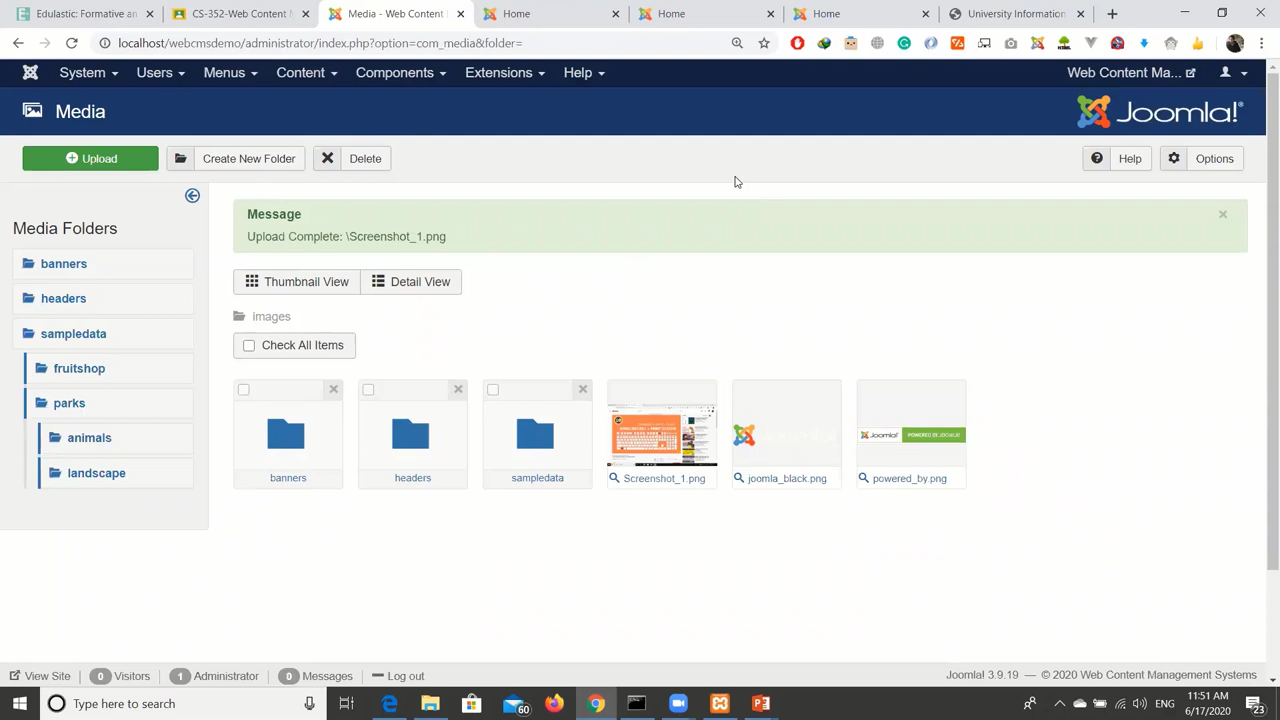 Edulastic: Formative an
CS-352-Web Content M
Media - Web Content
Home
Home
Home
University Information
localhost/webcmsdemo/administrator/index.php?option=com_media&folder=
System
Users
Menus
Content
Components
Extensions
Help
Web Content Ma...
Media
Joomla!
Upload
Create New Folder
Delete
Help
Options
Media Folders
banners
headers
sampledata
fruitshop
parks
animals
landscape
Message
Upload Complete: \Screenshot_1.png
Thumbnail View
Detail View
images
Check All Items
banners
headers
sampledata
Screenshot_1.png
joomla_black.png
powered_by.png
View Site
0 Visitors
1 Administrator
0 Messages
Log out
Joomla! 3.9.19 — © 2020 Web Content Management Systems
Type here to search
60
ENG
11:51 AM
6/17/2020
23